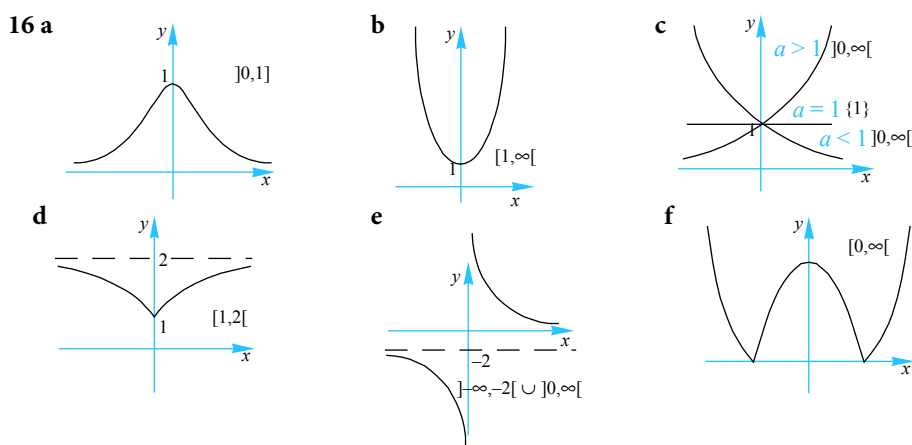 16 a
y
]0,1]
1
x
b
y
[1,∞[
1
x
c
y
a > 1 ]0,∞[
a = 1 {1}
1
a < 1 ]0,∞[
x
d
y
2
[1,2[
1
x
e
y
x
–2
]–∞,–2[ ∪ ]0,∞[
f
y
[0,∞[
x